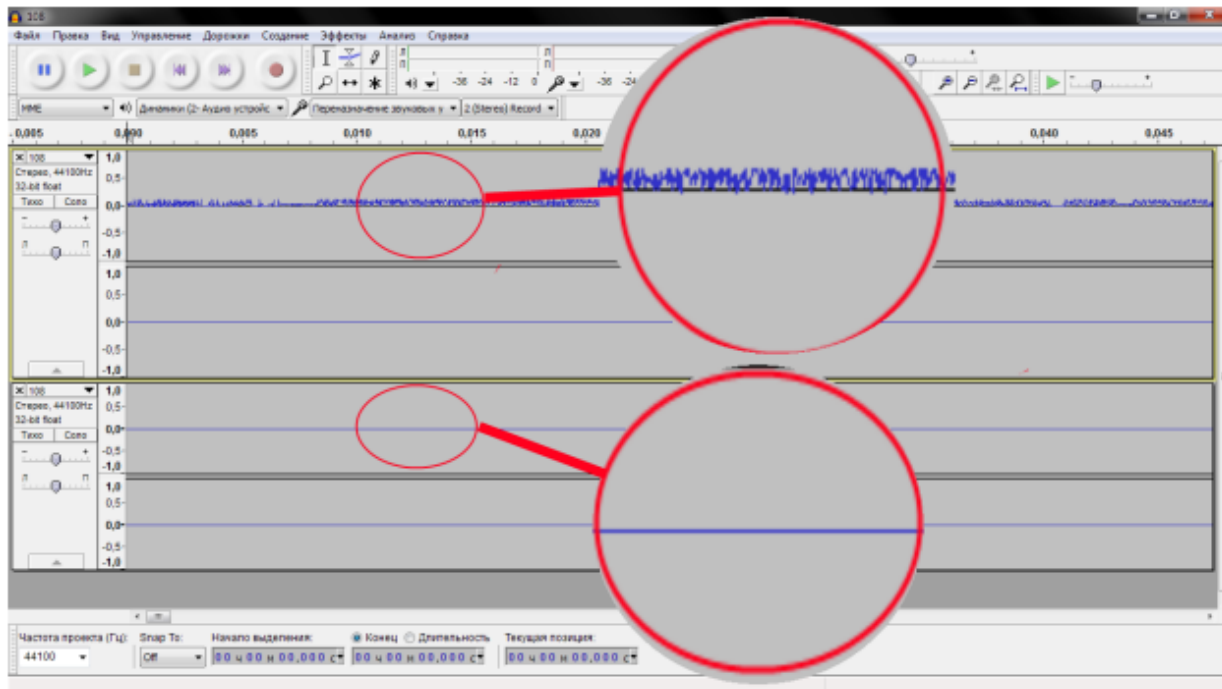 108
Файл Правка Вид Управление Дорожки Создание Эффекты Анализ Справка
Л Л
П П
-36 -24 -12 0 -36 -24
MME Динамики (2- Аудио устройс Переназначение звуковых у 2 (Stereo) Record
- 0,005 0,000 0,005 0,010 0,015 0,020 0,040 0,045
108 1,0
Стерео, 44100Hz
32-bit float 0,5-
Тихо Соло 0,0-
- +
-0,5-
Л П
-1,0
1,0
0,5-
0,0-
-0,5-
-1,0
108 1,0
Стерео, 44100Hz 0,5-
32-bit float
Тихо Соло 0,0-
- + -0,5-
-1,0
Л П 1,0
0,5-
0,0-
-0,5-
-1,0
Частота проекта (Гц): Snap To: Начало выделения: Конец Длительность Текущая позиция:
44100 Off 00 ч 00 м 00,000 с 00 ч 00 м 00,000 с 00 ч 00 м 00,000 с